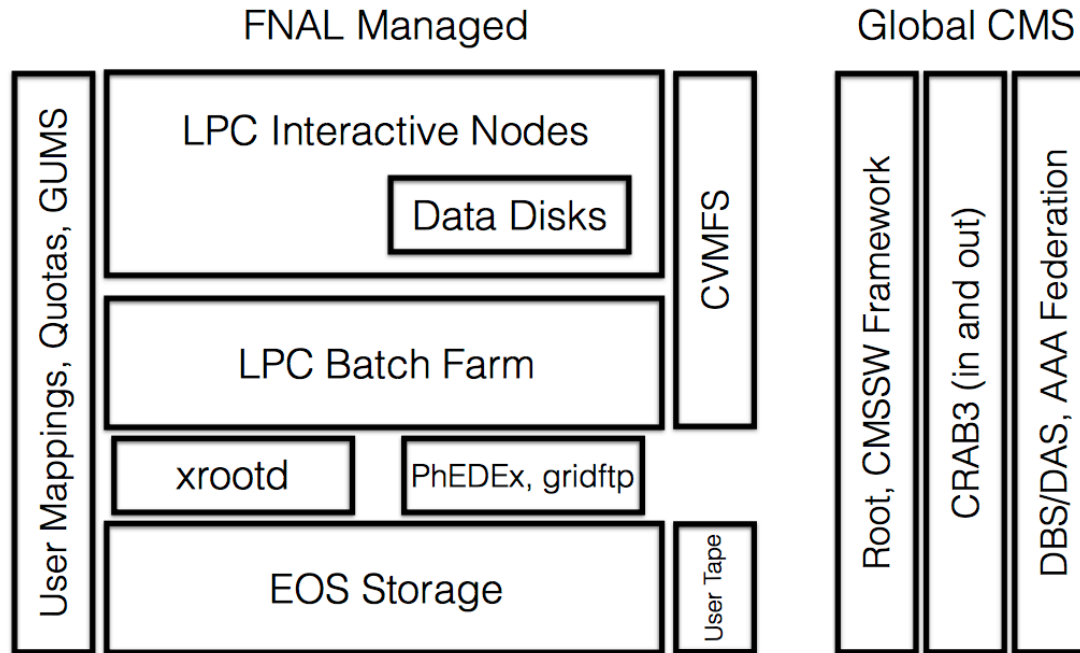 FNAL Managed
Global CMS
User Mappings, Quotas, GUMS
LPC Interactive Nodes
Data Disks
CVMFS
LPC Batch Farm
xrootd
PhEDEx, gridftp
EOS Storage
User Tape
Root, CMSSW Framework
CRAB3 (in and out)
DBS/DAS, AAA Federation